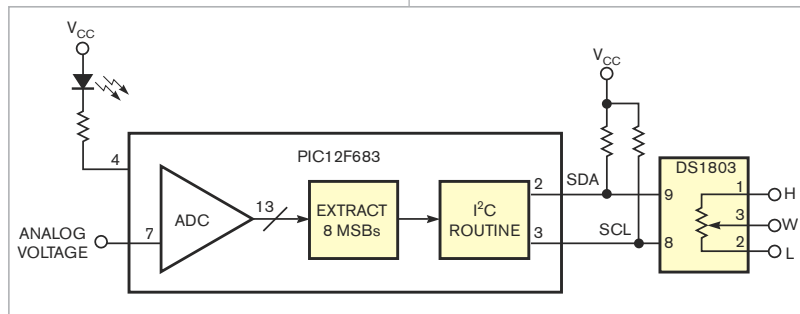 VCC
VCC
4
PIC12F683
DS1803
ANALOG
VOLTAGE
7
ADC
13
EXTRACT
8 MSBs
I2C
ROUTINE
2
SDA
3
SCL
9
8
1
H
3
W
2
L